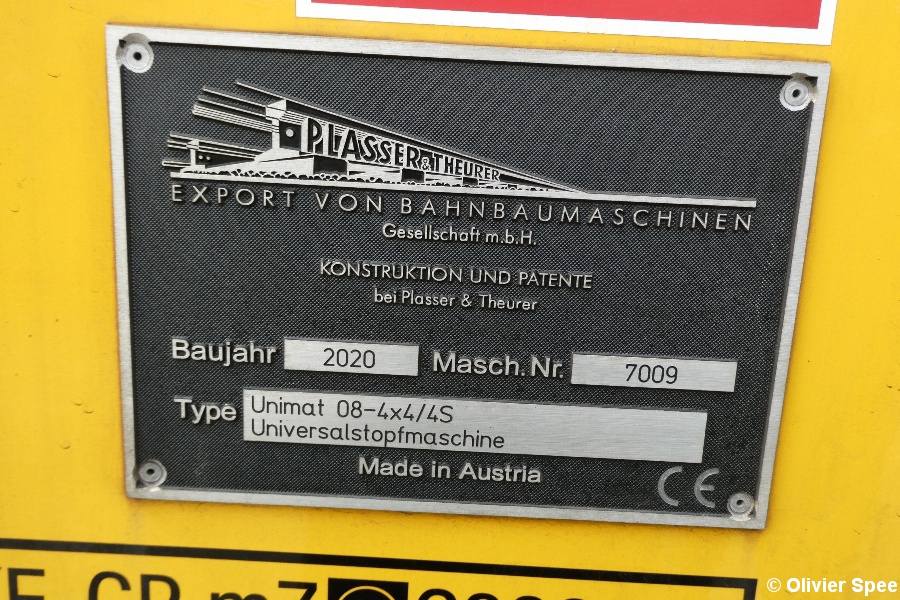 PLASSER & THEURER
EXPORT VON BAHNBAUMASCHINEN
Gesellschaft m.b.H.
KONSTRUKTION UND PATENTE
bei Plasser & Theurer
Baujahr 2020 Masch.Nr. 7009
Type Unimat 08-4x4/4S
Universalstopfmaschine
Made in Austria
CE
© Olivier Spee